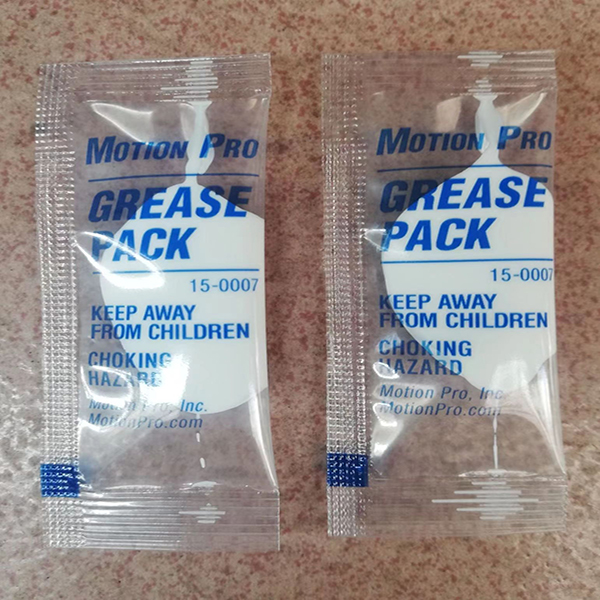 MOTION PRO
GREASE
PACK
15-0007
KEEP AWAY
FROM CHILDREN
CHOKING
HAZARD
Motion Pro, Inc.
MotionPro.com
MOTION PRO
GREASE
PACK
15-0007
KEEP AWAY
FROM CHILDREN
CHOKING
HAZARD
Motion Pro, Inc.
MotionPro.com